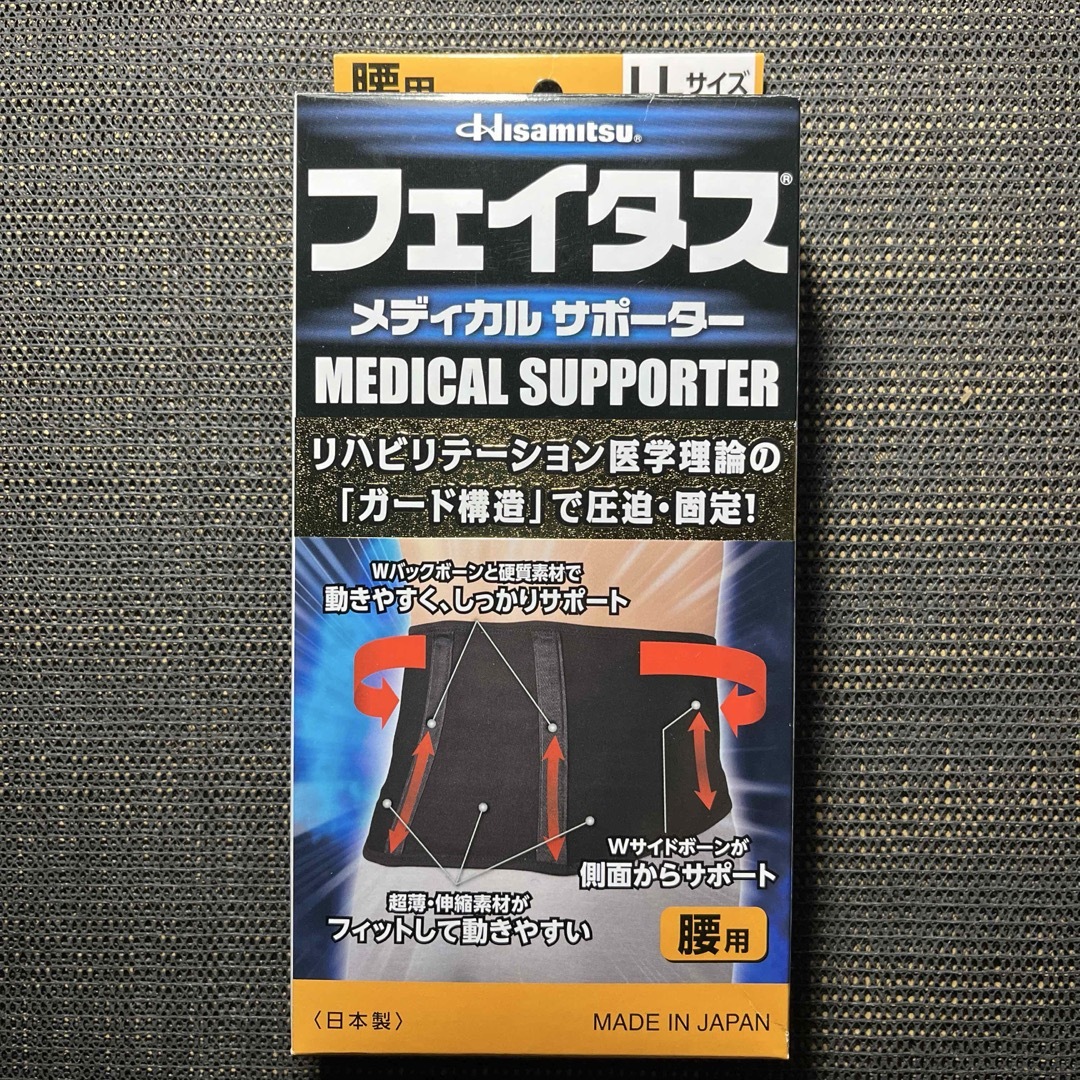 腰用
LLサイズ
Hisamitsu®
フェイタス®
メディカル サポーター
MEDICAL SUPPORTER
リハビリテーション医学理論の
「ガード構造」で圧迫・固定!
Wバックボーンと硬質素材で
動きやすく、しっかりサポート
Wサイドボーンが
側面からサポート
超薄・伸縮素材が
フィットして動きやすい
腰用
〈日本製〉
MADE IN JAPAN